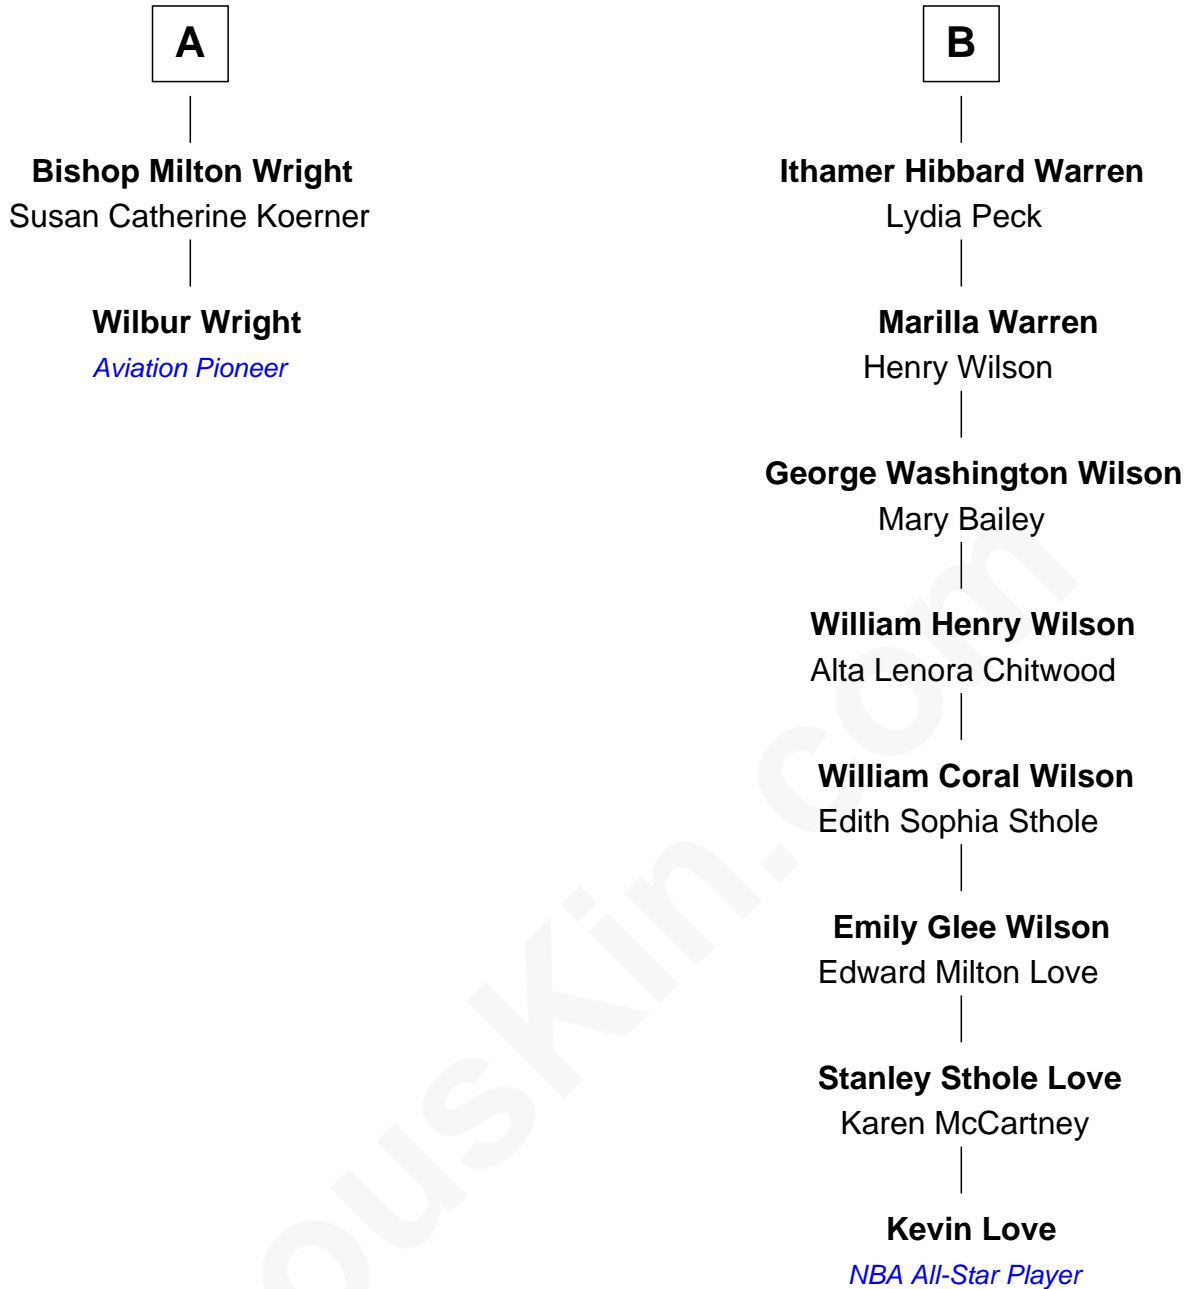 A
Bishop Milton Wright
Susan Catherine Koerner
Wilbur Wright
Aviation Pioneer
B
Ithamer Hibbard Warren
Lydia Peck
Marilla Warren
Henry Wilson
George Washington Wilson
Mary Bailey
William Henry Wilson
Alta Lenora Chitwood
William Coral Wilson
Edith Sophia Sthole
Emily Glee Wilson
Edward Milton Love
Stanley Sthole Love
Karen McCartney
Kevin Love
NBA All-Star Player
ousKin.com